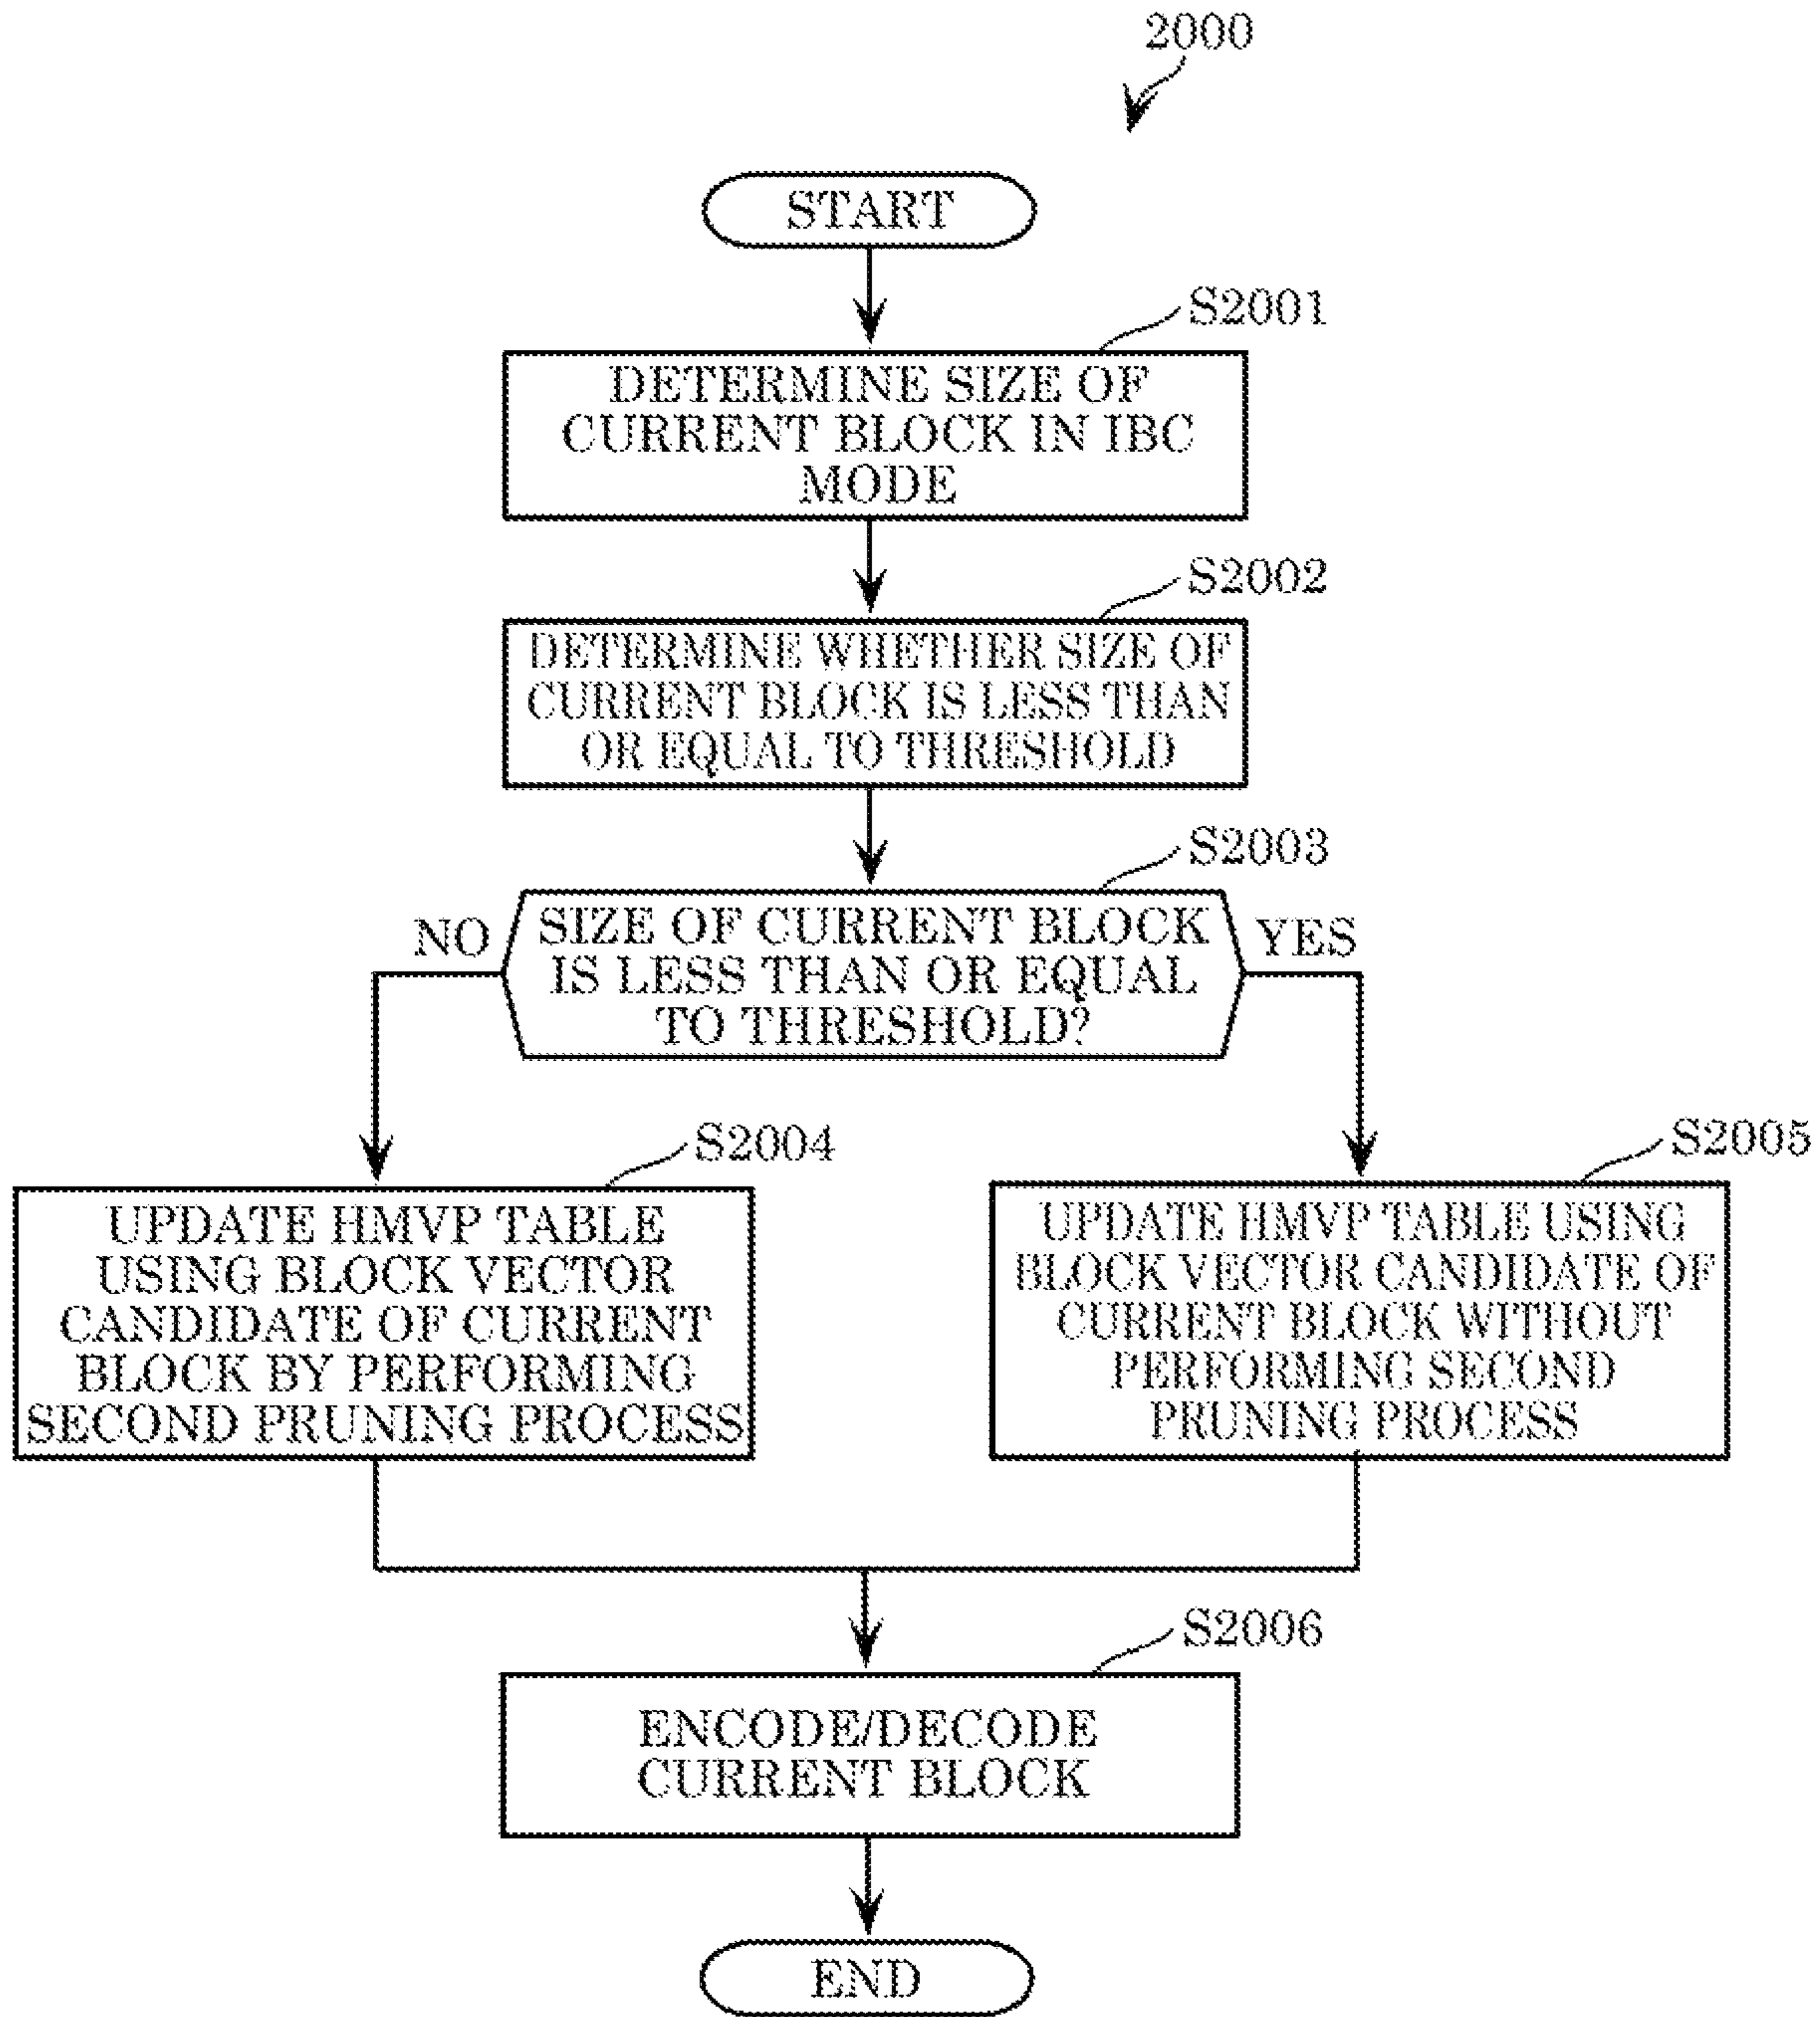 2000
START
S2001
DETERMINE SIZE OF
CURRENT BLOCK IN IBC
MODE
S2002
DETERMINE WHETHER SIZE OF
CURRENT BLOCK IS LESS THAN
OR EQUAL TO THRESHOLD
S2003
NO
SIZE OF CURRENT BLOCK
IS LESS THAN OR EQUAL
TO THRESHOLD?
YES
S2004
UPDATE HMVP TABLE
USING BLOCK VECTOR
CANDIDATE OF CURRENT
BLOCK BY PERFORMING
SECOND PRUNING PROCESS
S2005
UPDATE HMVP TABLE USING
BLOCK VECTOR CANDIDATE OF
CURRENT BLOCK WITHOUT
PERFORMING SECOND
PRUNING PROCESS
S2006
ENCODE/DECODE
CURRENT BLOCK
END